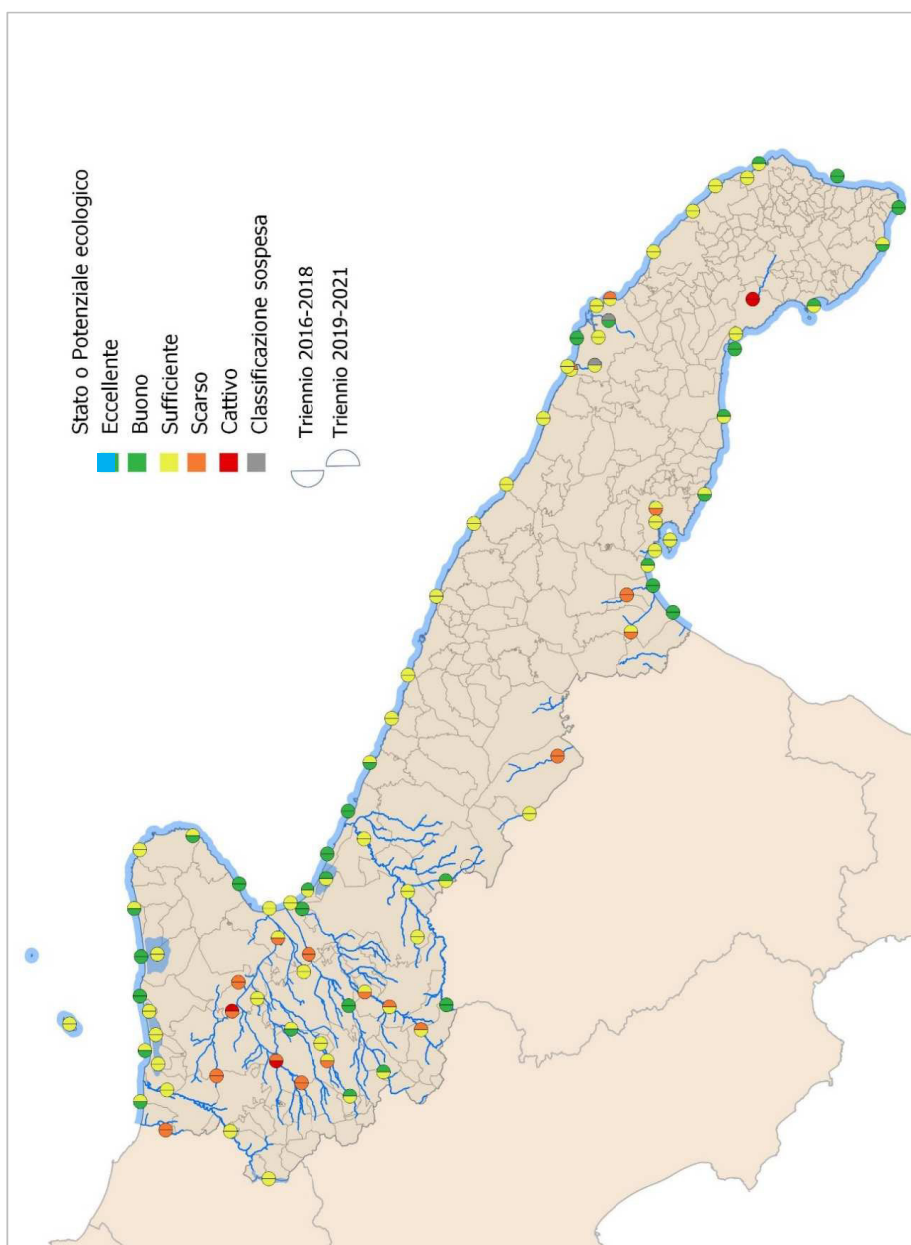 Stato o Potenziale ecologico
Eccellente
Buono
Sufficiente
Scarso
Cattivo
Classificazione sospesa
Triennio 2016-2018
Triennio 2019-2021